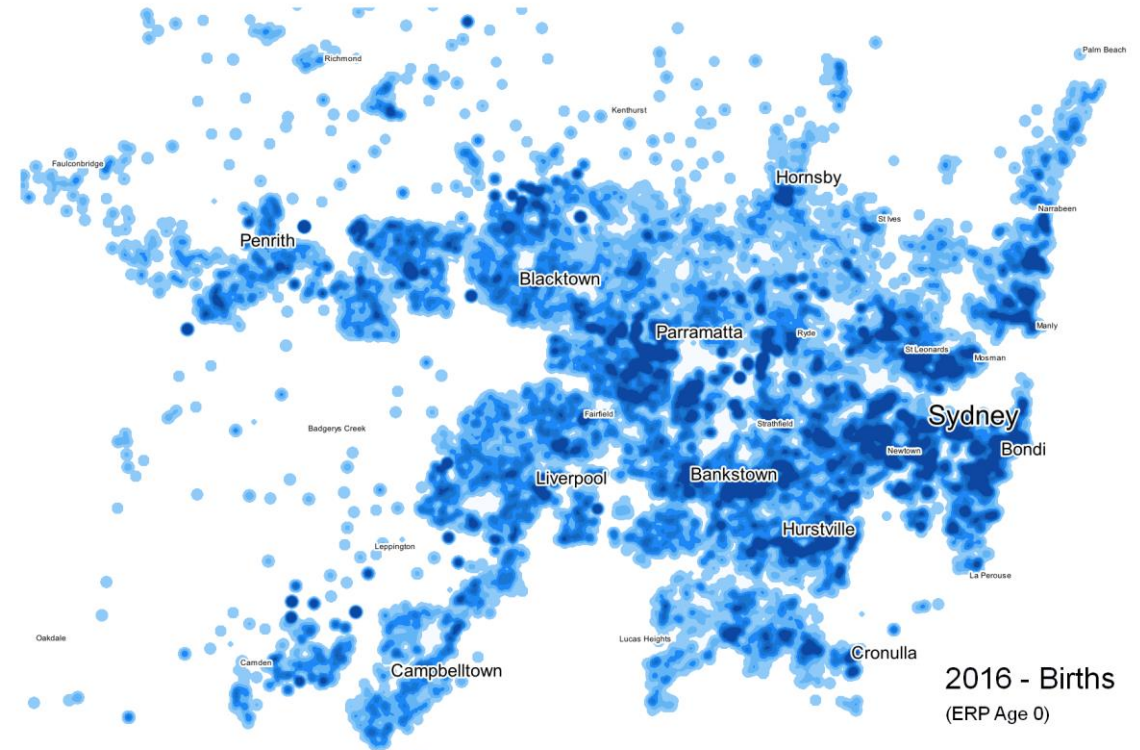 Palm Beach
Richmond
Kenthurst
Faulconbridge
Hornsby
Narrabeen
St Ives
Penrith
Blacktown
Manly
Parramatta
Ryde
St Leonards
Mosman
Fairfield
Sydney
Strathfield
Badgerys Creek
Newtown
Bondi
Liverpool
Bankstown
Hurstville
Leppington
La Perouse
Oakdale
Lucas Heights
Cronulla
Camden
Campbelltown
2016 - Births
(ERP Age 0)